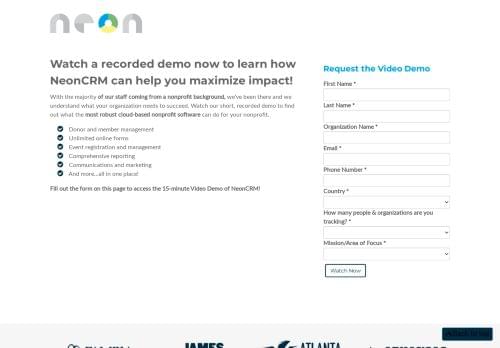 neon
Watch a recorded demo now to learn how
NeonCRM can help you maximize impact!
With the majority of our staff coming from a nonprofit background, we've been there and we
understand what your organization needs to succeed. Watch our short, recorded demo to find
out what the most robust cloud-based nonprofit software can do for your nonprofit.
Donor and member management
Unlimited online forms
Event registration and management
Comprehensive reporting
Communications and marketing
And more...all in one place!
Fill out the form on this page to access the 15-minute Video Demo of NeonCRM!
Request the Video Demo
First Name *
Last Name *
Organization Name *
Email *
Phone Number *
Country *
How many people & organizations are you
tracking? *
Mission/Area of Focus *
Watch Now
JAMES
ATLANTA